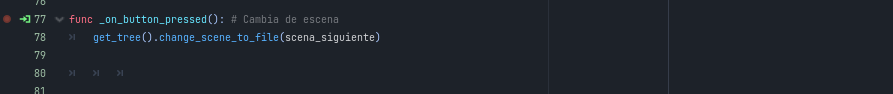 76
77 func _on_button_pressed(): # Cambia de escena
78 get_tree().change_scene_to_file(scena_siguiente)
79
80
81